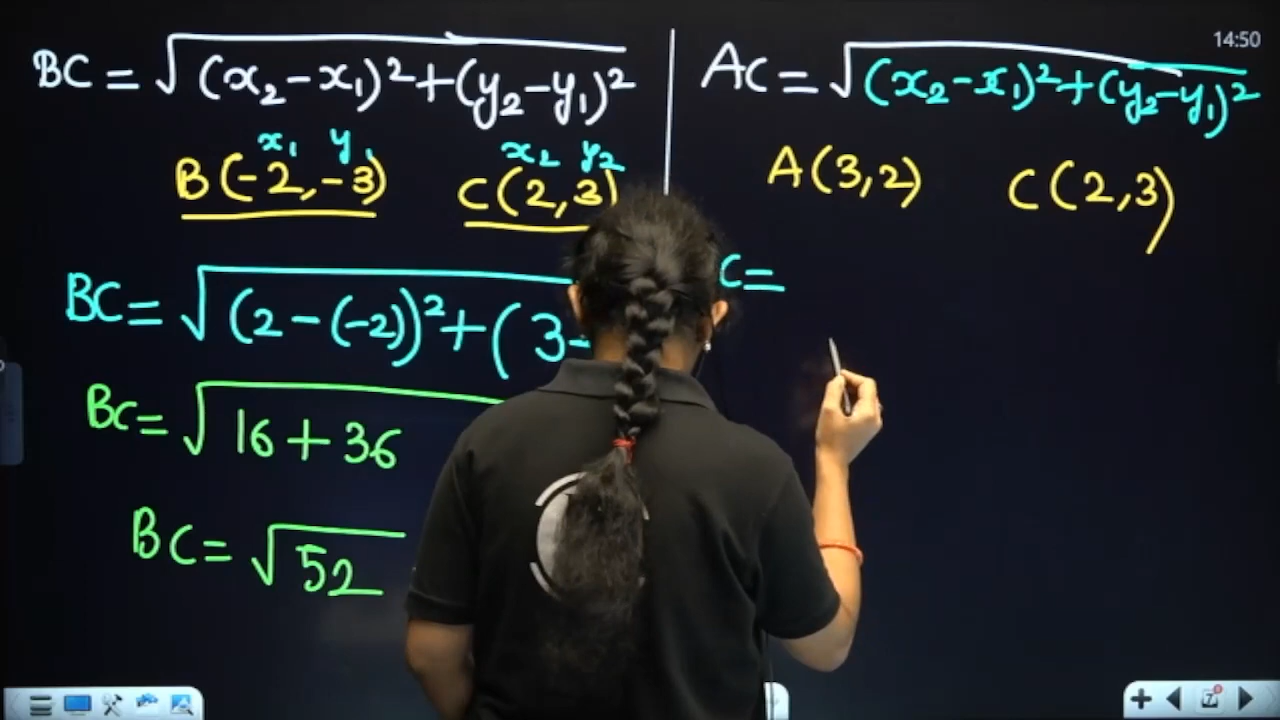 14:50
BC = √(x₂-x₁)²+(y₂-y₁)²
x₁ y₁ x₂ y₂
B(-2,-3) C(2,3)
BC = √(2-(-2))²+(3-
BC = √16+36
BC = √52
AC = √(x₂-x₁)²+(y₂-y₁)²
A(3,2) C(2,3)
C =